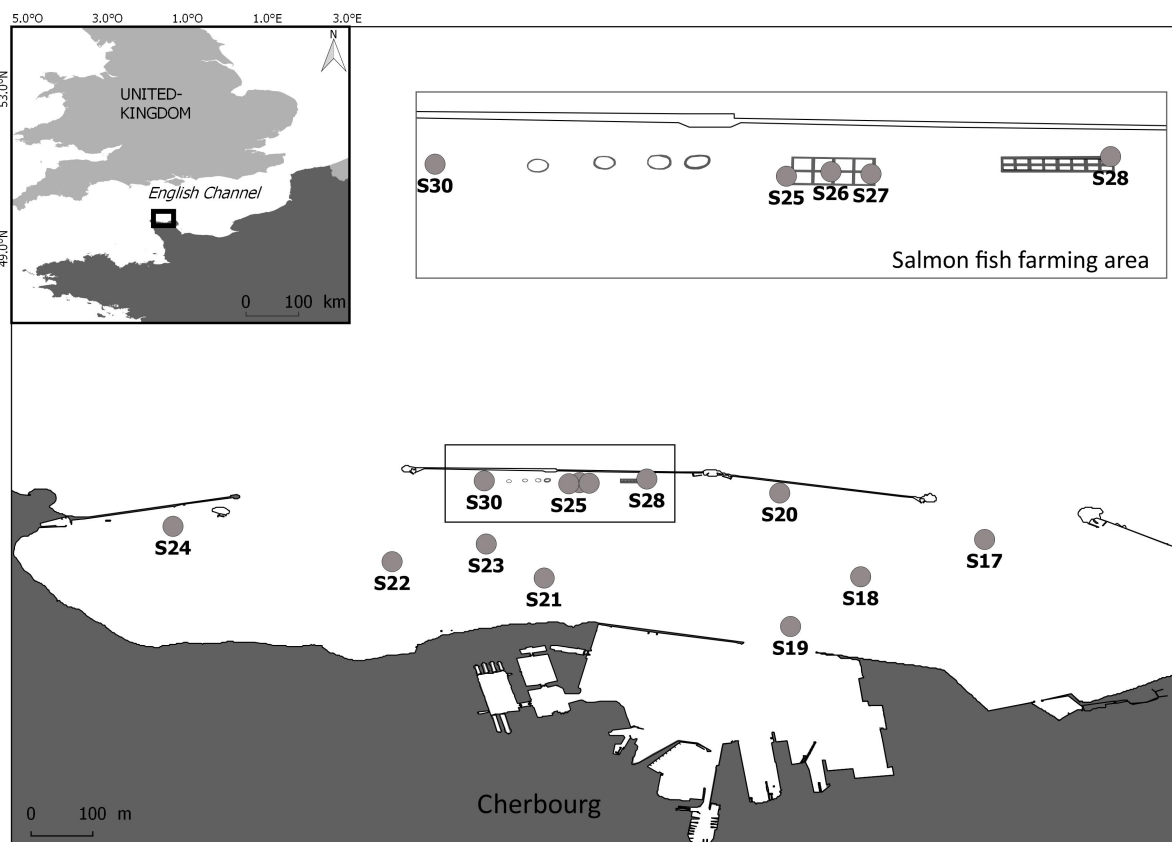 5.0°O 3.0°O 1.0°O 1.0°E 3.0°E
N
53.0°N
UNITED-
KINGDOM
English Channel
49.0°N
0 100 km
S30
S25
S26
S27
S28
Salmon fish farming area
S30
S25
S28
S20
S24
S23
S22
S21
S17
S18
S19
Cherbourg
0 100 m